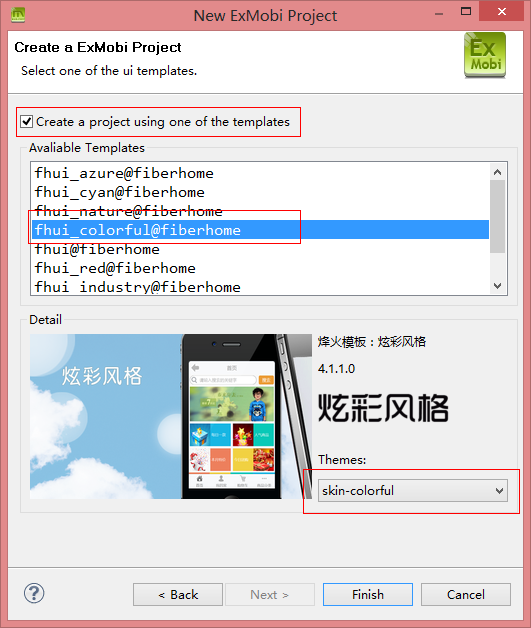 New ExMobi Project
Create a ExMobi Project
Select one of the ui templates.
Ex
Mobi
Create a project using one of the templates
Avaliable Templates
fhui_azure@fiberhome
fhui_cyan@fiberhome
fhui_nature@fiberhome
fhui_colorful@fiberhome
fhui@fiberhome
fhui_red@fiberhome
fhui_industry@fiberhome
Detail
炫彩风格
首页
烽火模板：炫彩风格
4.1.1.0
炫彩风格
Themes:
skin-colorful
?
< Back
Next >
Finish
Cancel